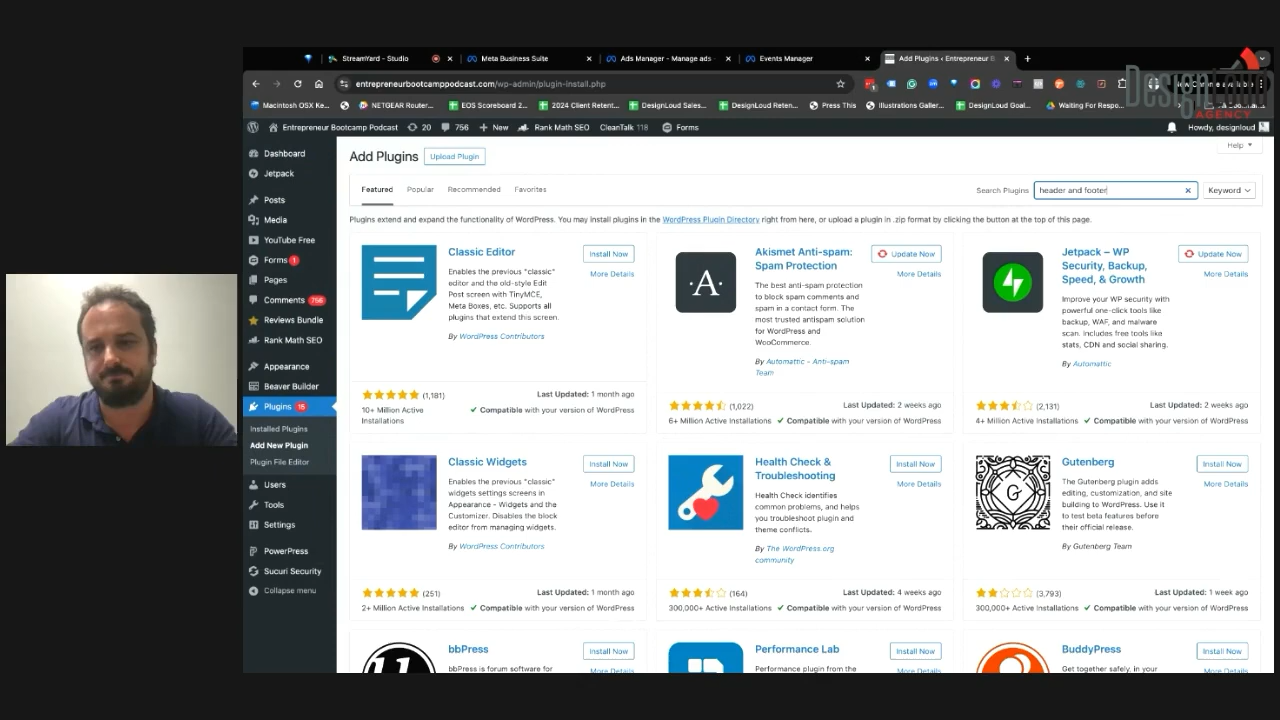 StreamYard - Studio
Meta Business Suite
Ads Manager - Manage ads
Events Manager
Add Plugins ‹ Entrepreneur B
entrepreneurbootcamppodcast.com/wp-admin/plugin-install.php
DesignLoud
AGENCY
Macintosh OSX Ke...
NETGEAR Router...
EOS Scoreboard 2...
2024 Client Retent...
DesignLoud Sales...
DesignLoud Reten...
Press This
Illustrations Galler...
DesignLoud Goal...
Waiting For Respo...
Entrepreneur Bootcamp Podcast
20
756
New
Rank Math SEO
CleanTalk 118
Forms
Howdy, designloud
Dashboard
Jetpack
Posts
Media
YouTube Free
Forms 1
Pages
Comments 756
Reviews Bundle
Rank Math SEO
Appearance
Beaver Builder
Plugins 15
Installed Plugins
Add New Plugin
Plugin File Editor
Users
Tools
Settings
PowerPress
Sucuri Security
Collapse menu
Add Plugins
Upload Plugin
Help
Featured
Popular
Recommended
Favorites
Search Plugins
header and footer
Keyword
Plugins extend and expand the functionality of WordPress. You may install plugins in the WordPress Plugin Directory right from here, or upload a plugin in .zip format by clicking the button at the top of this page.
Classic Editor
Install Now
More Details
Enables the previous "classic"
editor and the old-style Edit
Post screen with TinyMCE,
Meta Boxes, etc. Supports all
plugins that extend this screen.
By WordPress Contributors
(1,181)
Last Updated: 1 month ago
10+ Million Active
Installations
Compatible with your version of WordPress
Akismet Anti-spam:
Spam Protection
Update Now
More Details
The best anti-spam protection
to block spam comments and
spam in a contact form. The
most trusted antispam solution
for WordPress and
WooCommerce.
By Automattic - Anti-spam
Team
(1,022)
Last Updated: 2 weeks ago
6+ Million Active Installations
Compatible with your version of WordPress
Jetpack – WP
Security, Backup,
Speed, & Growth
Update Now
More Details
Improve your WP security with
powerful one-click tools like
backup, WAF, and malware
scan. Includes free tools like
stats, CDN and social sharing.
By Automattic
(2,131)
Last Updated: 2 weeks ago
4+ Million Active Installations
Compatible with your version of WordPress
Classic Widgets
Install Now
More Details
Enables the previous "classic"
widgets settings screens in
Appearance - Widgets and the
Customizer. Disables the block
editor from managing widgets.
By WordPress Contributors
(251)
Last Updated: 1 month ago
2+ Million Active Installations
Compatible with your version of WordPress
Health Check &
Troubleshooting
Install Now
More Details
Health Check identifies
common problems, and helps
you troubleshoot plugin and
theme conflicts.
By The WordPress.org
community
(164)
Last Updated: 4 weeks ago
300,000+ Active Installations
Compatible with your version of WordPress
Gutenberg
Install Now
More Details
The Gutenberg plugin adds
editing, customization, and site
building to WordPress. Use it
to test beta features before
their official release.
By Gutenberg Team
(3,793)
Last Updated: 1 week ago
300,000+ Active Installations
Compatible with your version of WordPress
bbPress
Install Now
More Details
bbPress is forum software for
Performance Lab
Install Now
More Details
Performance plugin from the
BuddyPress
Install Now
More Details
Get together safely, in your